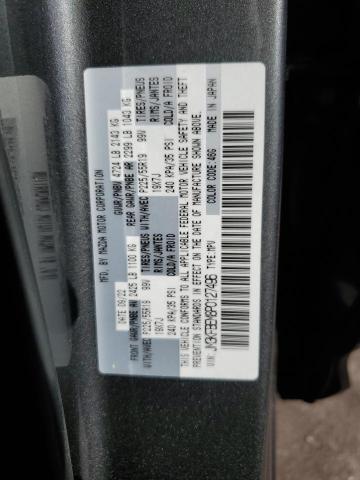 MFD. BY MAZDA MOTOR CORPORATION
DATE 09/22 GVWR/PNBV 4724 LB 2143 KG
FRONT GAWR/PNBE AV 2425 LB 1100 KG REAR GAWR/PNBE AR 2299 LB 1043 KG
WITH/AVEC P225/55R19 99V TIRES/PNEUS WITH/AVEC P225/55R19 99V TIRES/PNEUS
19X7J RIMS/JANTES 19X7J RIMS/JANTES
240 KPA/35 PSI COLD/A FROID 240 KPA/35 PSI COLD/A FROID
THIS VEHICLE CONFORMS TO ALL APPLICABLE FEDERAL MOTOR VEHICLE SAFETY, BUMPER, AND THEFT
PREVENTION STANDARDS IN EFFECT ON THE DATE OF MANUFACTURE SHOWN ABOVE.
MADE IN JAPAN
VIN: TYPE: MPV COLOR CODE 46G